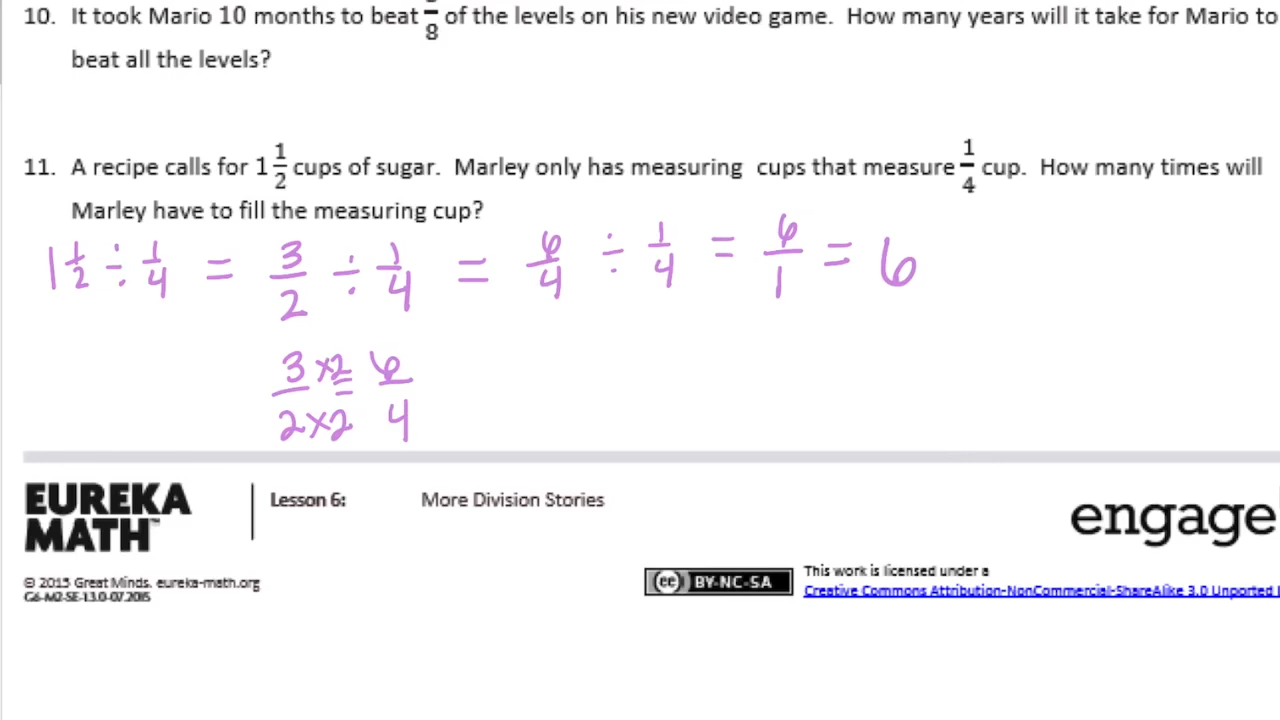 10. It took Mario 10 months to beat /8 of the levels on his new video game. How many years will it take for Mario to
beat all the levels?
11. A recipe calls for 1 1/2 cups of sugar. Marley only has measuring cups that measure 1/4 cup. How many times will
Marley have to fill the measuring cup?
1 1/2 ÷ 1/4 = 3/2 ÷ 1/4 = 6/4 ÷ 1/4 = 6/1 = 6
3×2 = 6
2×2 4
EUREKA
MATH™
Lesson 6: More Division Stories
engage
© 2015 Great Minds. eureka-math.org
G6-M2-SE-1.3.0-07.2015
cc BY-NC-SA
This work is licensed under a
Creative Commons Attribution-NonCommercial-ShareAlike 3.0 Unported